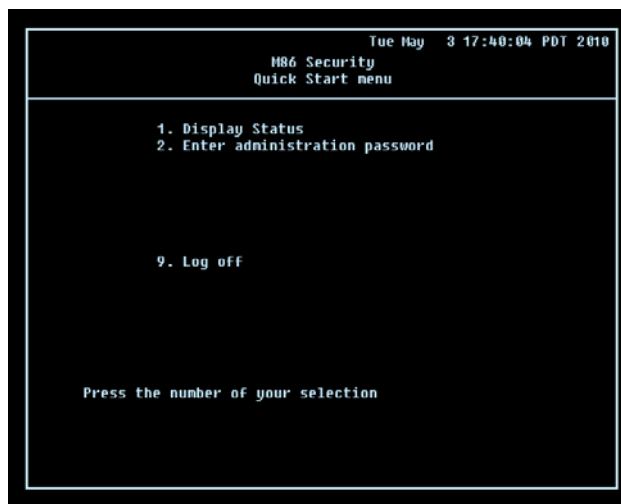 Tue May 3 17:40:04 PDT 2010
M86 Security
Quick Start menu
1. Display Status
2. Enter administration password
9. Log off
Press the number of your selection